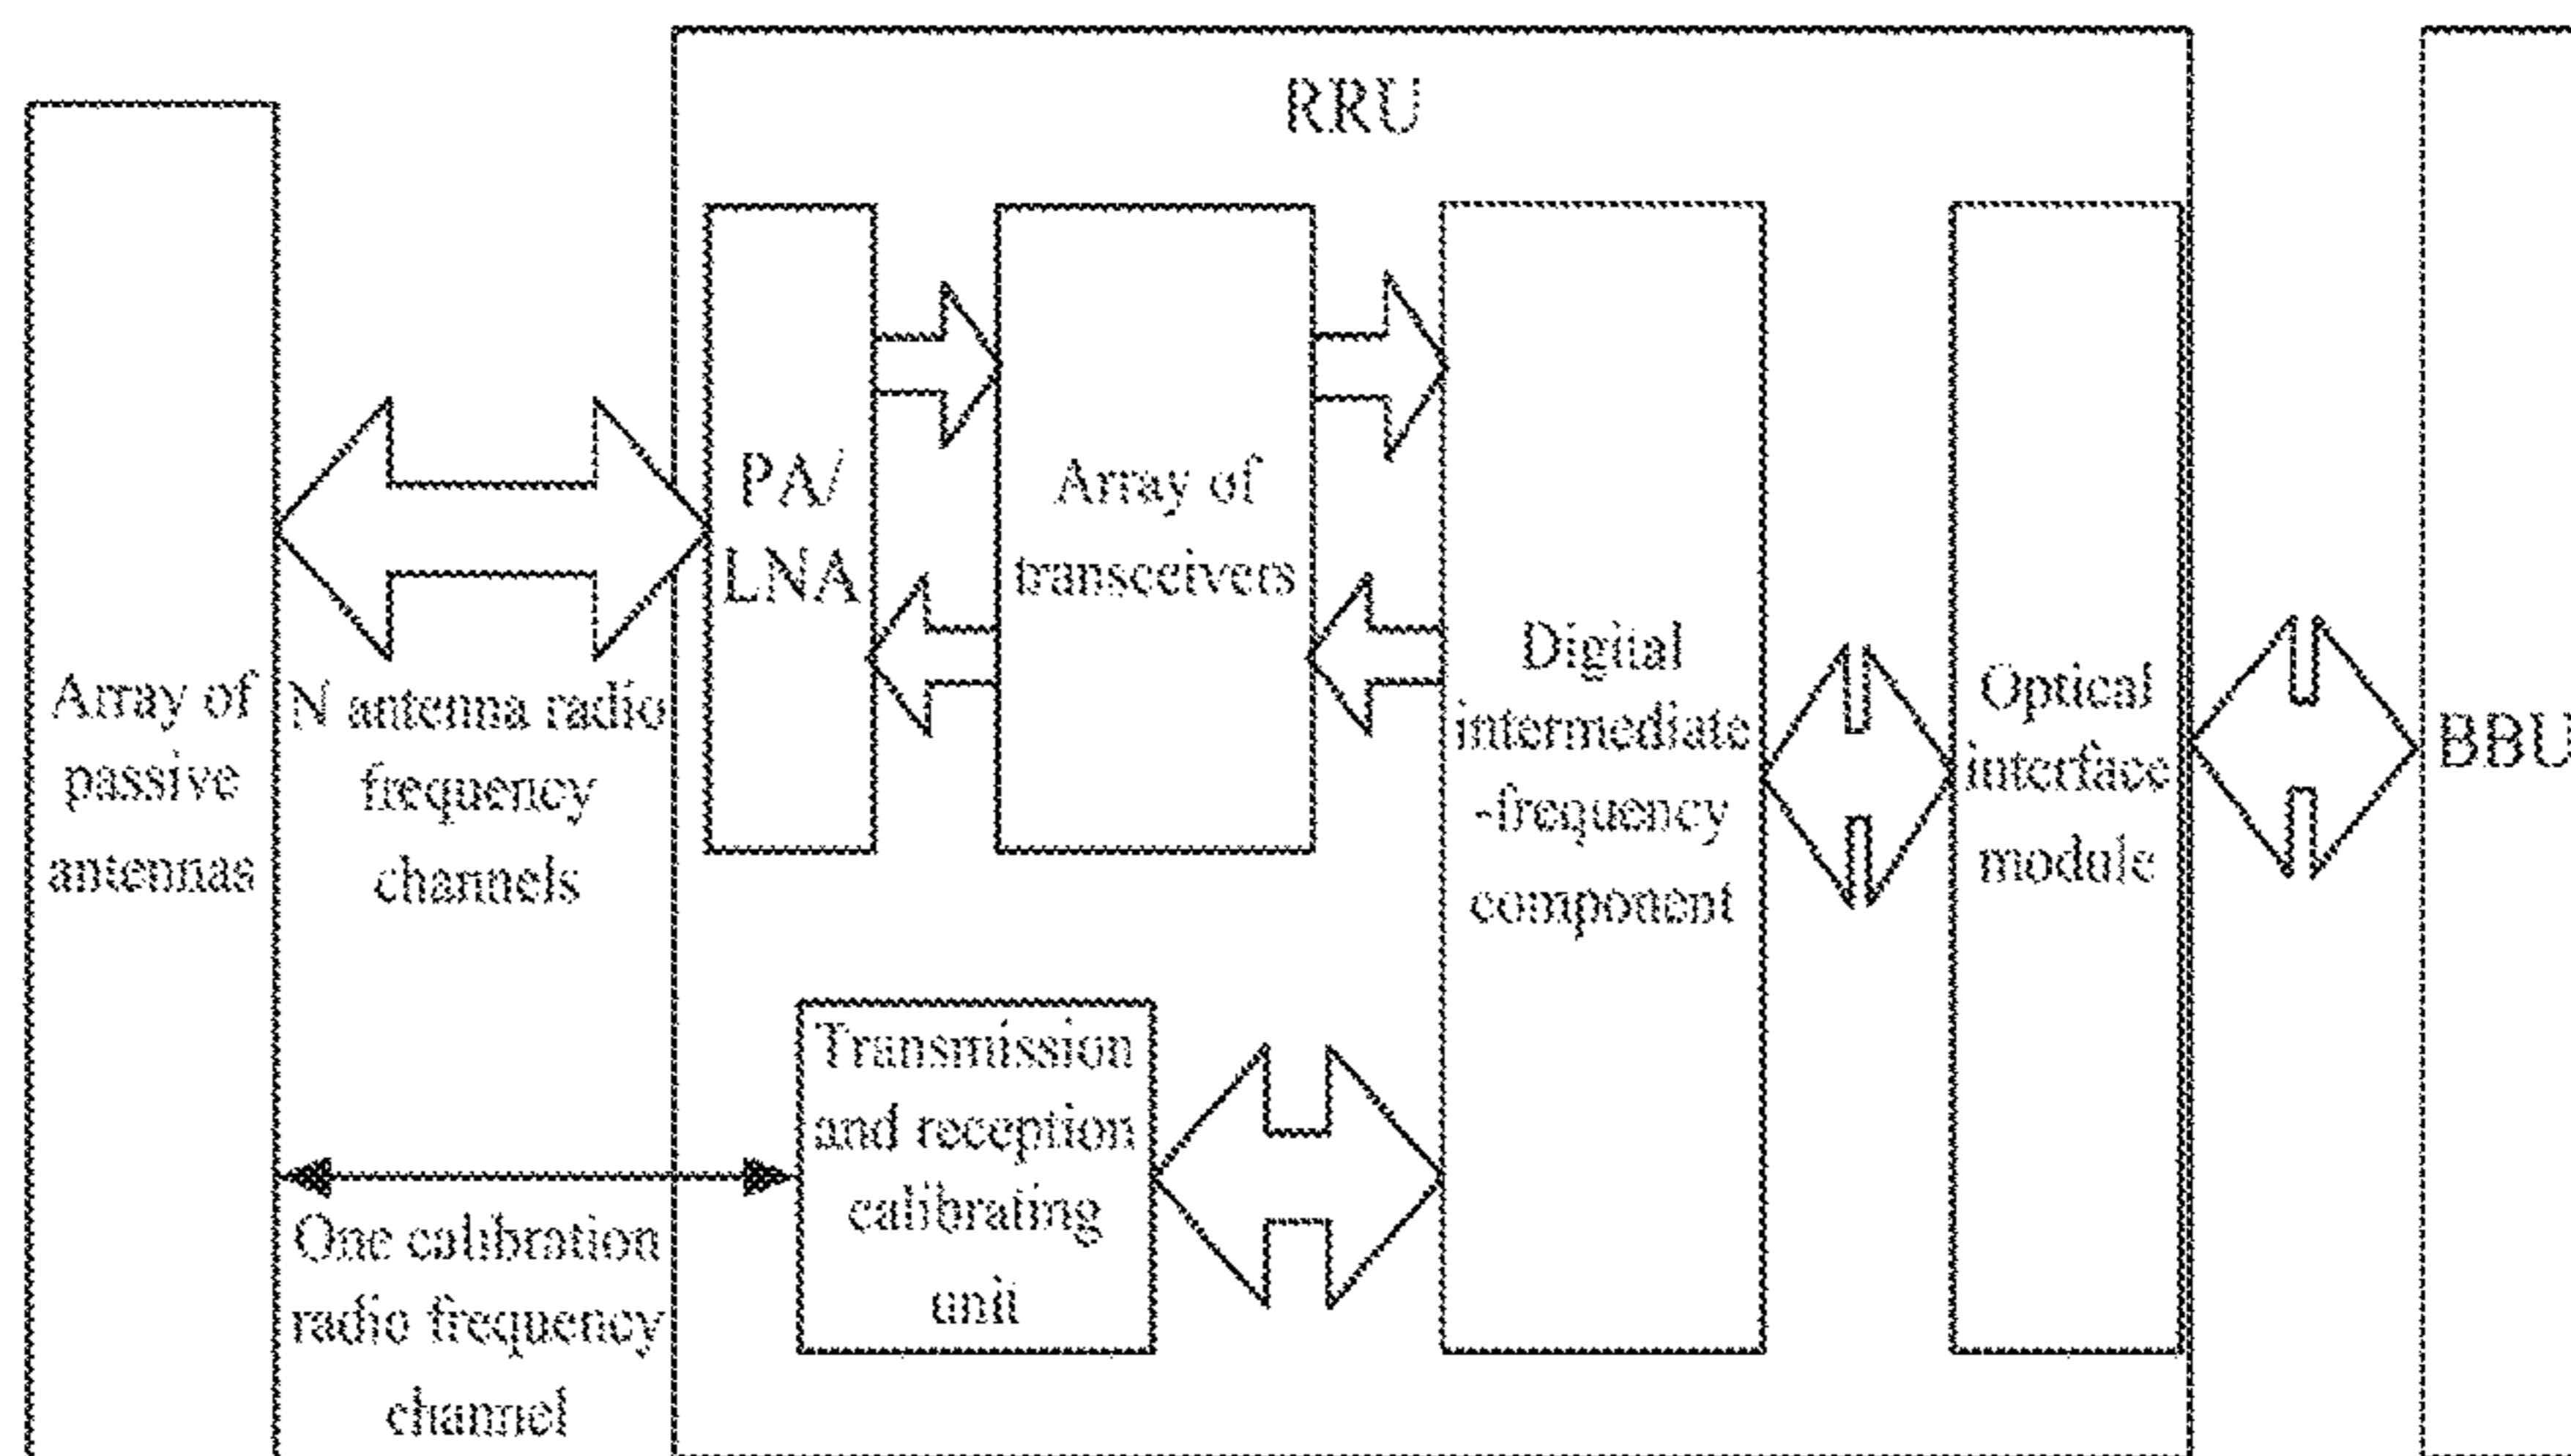 RRU
Array of
passive
antennas
N antenna radio
frequency
channels
PA/
LNA
Array of
transceivers
Digital
intermediate
-frequency
component
Optical
interface
module
BBU
Transmission
and reception
calibrating
unit
One calibration
radio frequency
channel